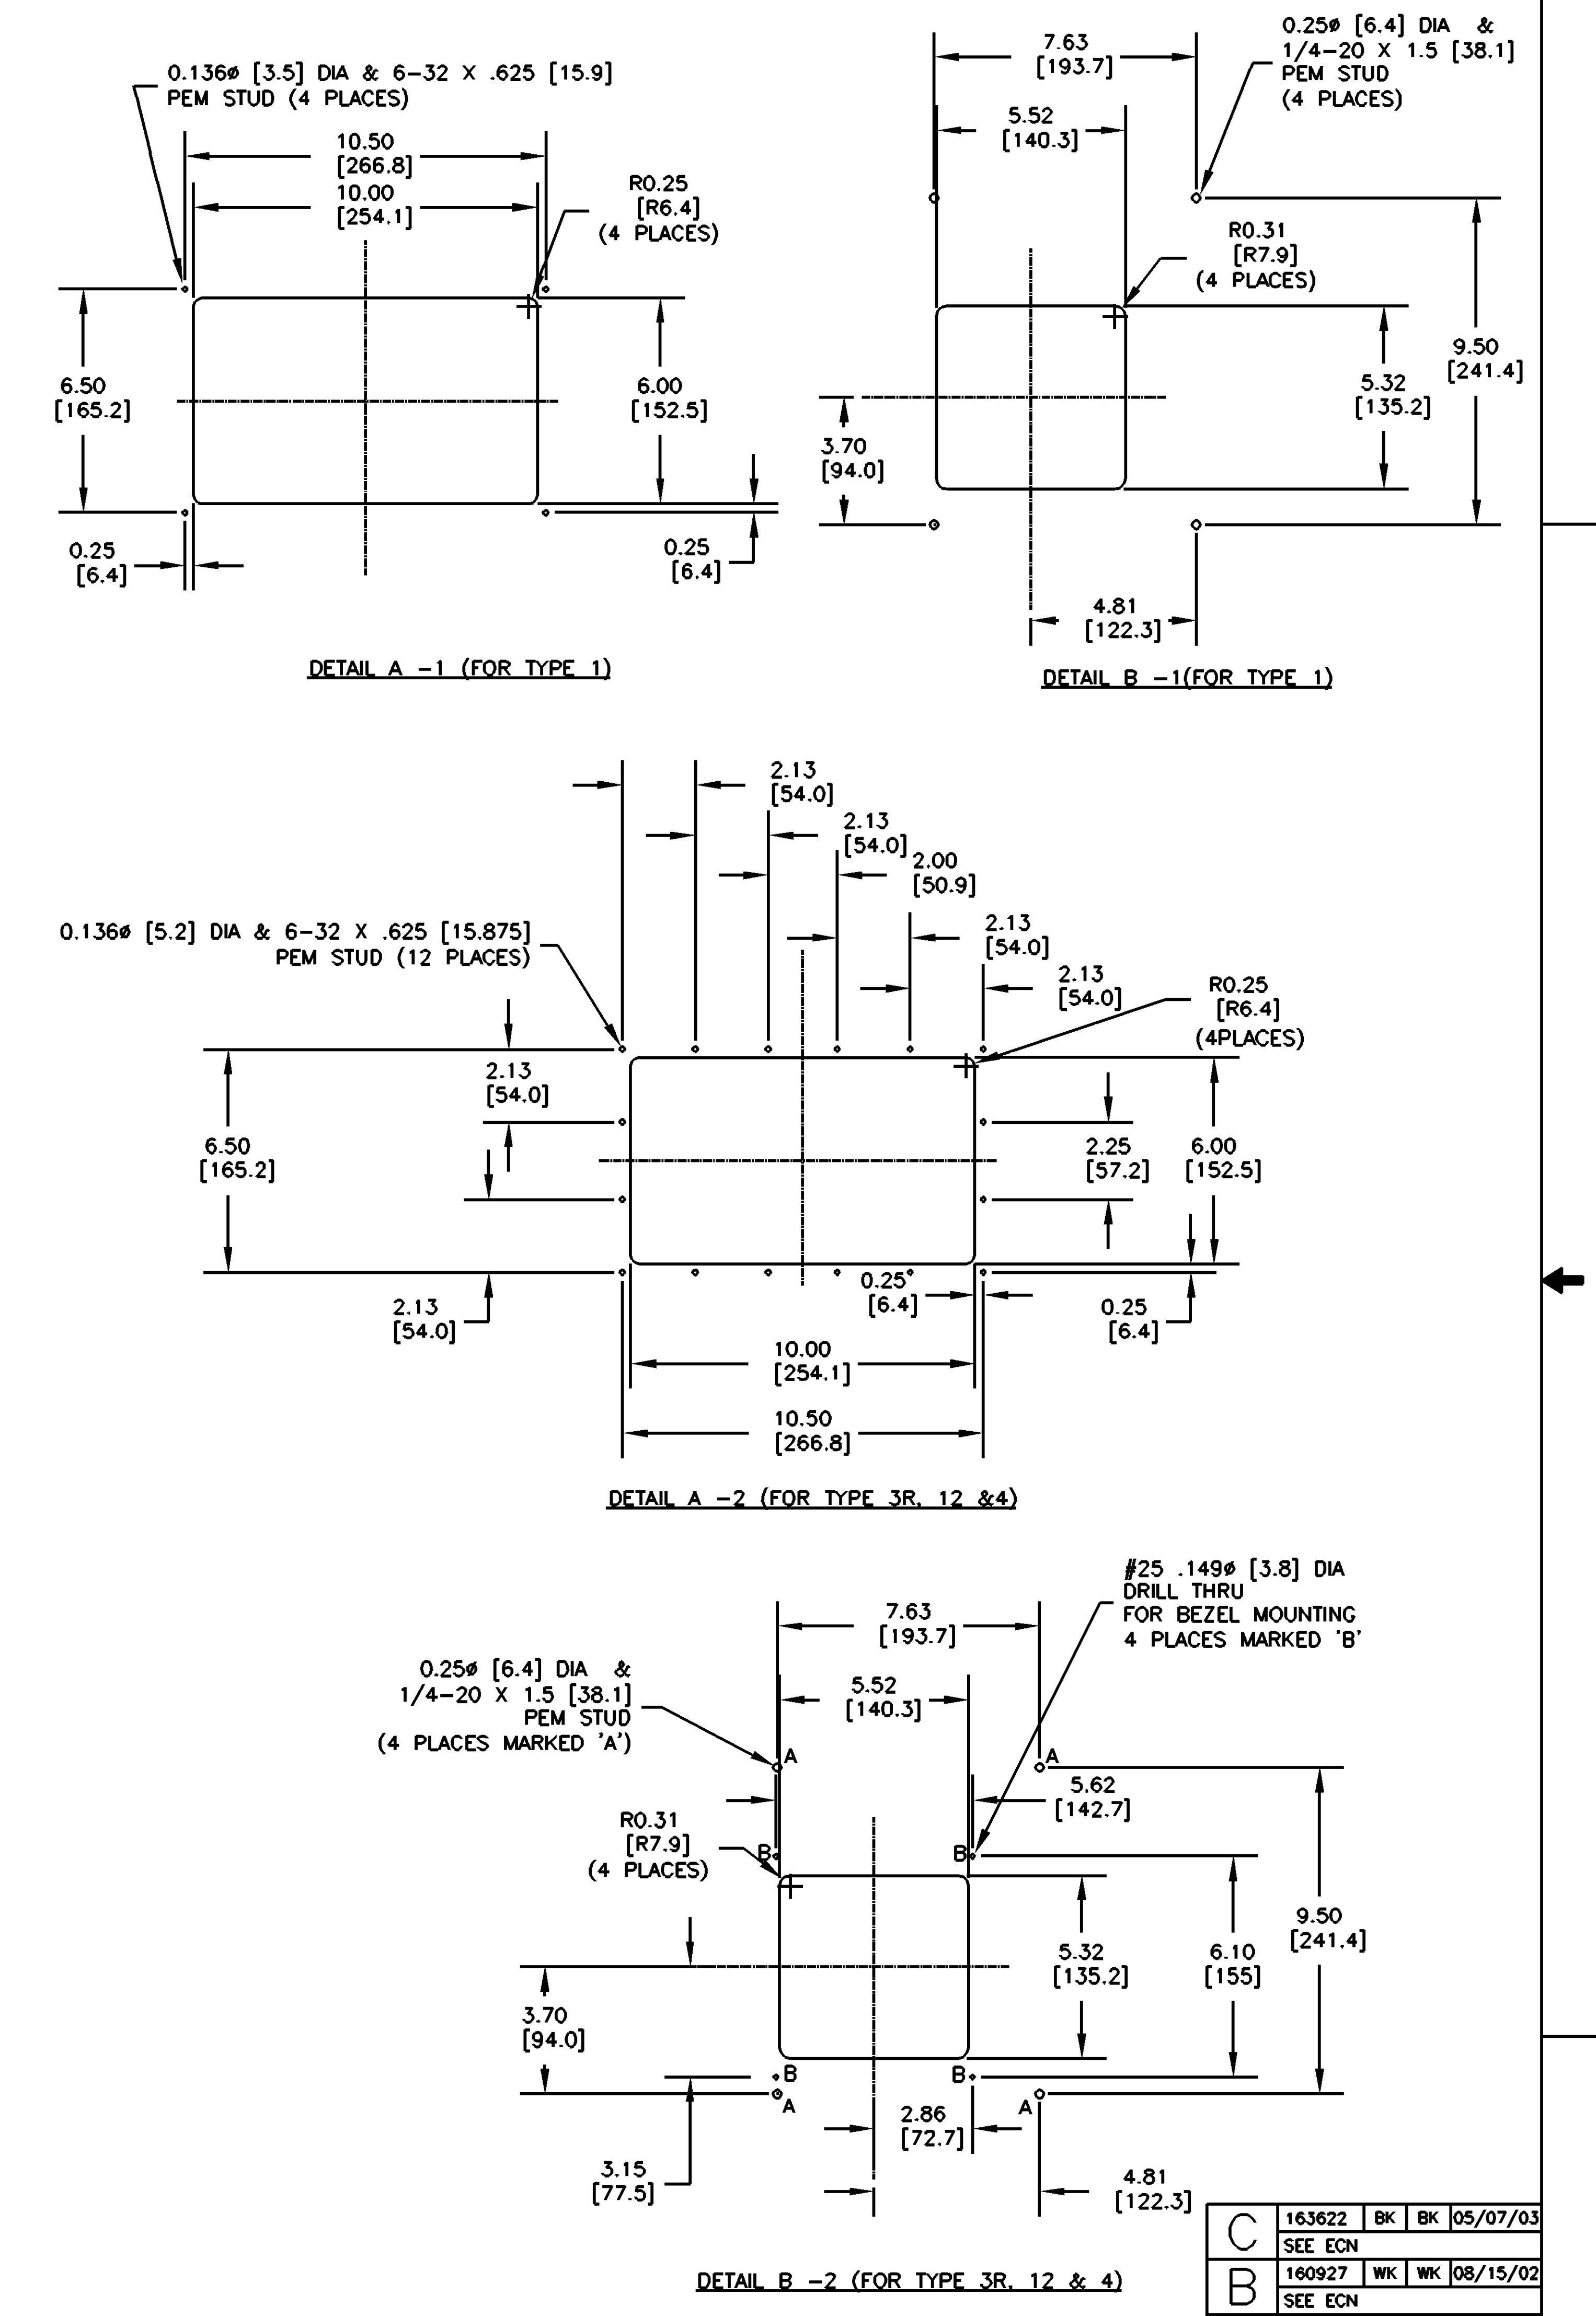 0.136ø [3.5] DIA & 6-32 X .625 [15.9]
PEM STUD (4 PLACES)
10.50
[266.8]
10.00
[254.1]
R0.25
[R6.4]
(4 PLACES)
6.50
[165.2]
6.00
[152.5]
0.25
[6.4]
0.25
[6.4]
DETAIL A -1 (FOR TYPE 1)
0.25ø [6.4] DIA &
1/4-20 X 1.5 [38.1]
PEM STUD
(4 PLACES)
7.63
[193.7]
5.52
[140.3]
R0.31
[R7.9]
(4 PLACES)
9.50
[241.4]
5.32
[135.2]
3.70
[94.0]
4.81
[122.3]
DETAIL B -1(FOR TYPE 1)
2.13
[54.0]
2.13
[54.0]
2.00
[50.9]
2.13
[54.0]
2.13
[54.0]
0.136ø [5.2] DIA & 6-32 X .625 [15.875]
PEM STUD (12 PLACES)
R0.25
[R6.4]
(4PLACES)
2.13
[54.0]
6.50
[165.2]
2.25
[57.2]
6.00
[152.5]
2.13
[54.0]
0.25
[6.4]
0.25
[6.4]
10.00
[254.1]
10.50
[266.8]
DETAIL A -2 (FOR TYPE 3R, 12 &4)
#25 .149ø [3.8] DIA
DRILL THRU
FOR BEZEL MOUNTING
4 PLACES MARKED 'B'
7.63
[193.7]
0.25ø [6.4] DIA &
1/4-20 X 1.5 [38.1]
PEM STUD
(4 PLACES MARKED 'A')
5.52
[140.3]
A
A
5.62
[142.7]
R0.31
[R7.9]
(4 PLACES)
B
B
9.50
[241.4]
5.32
[135.2]
6.10
[155]
3.70
[94.0]
B
B
A
A
2.86
[72.7]
3.15
[77.5]
4.81
[122.3]
DETAIL B -2 (FOR TYPE 3R, 12 & 4)
C
163622 BK BK 05/07/03
SEE ECN
B
160927 WK WK 08/15/02
SEE ECN